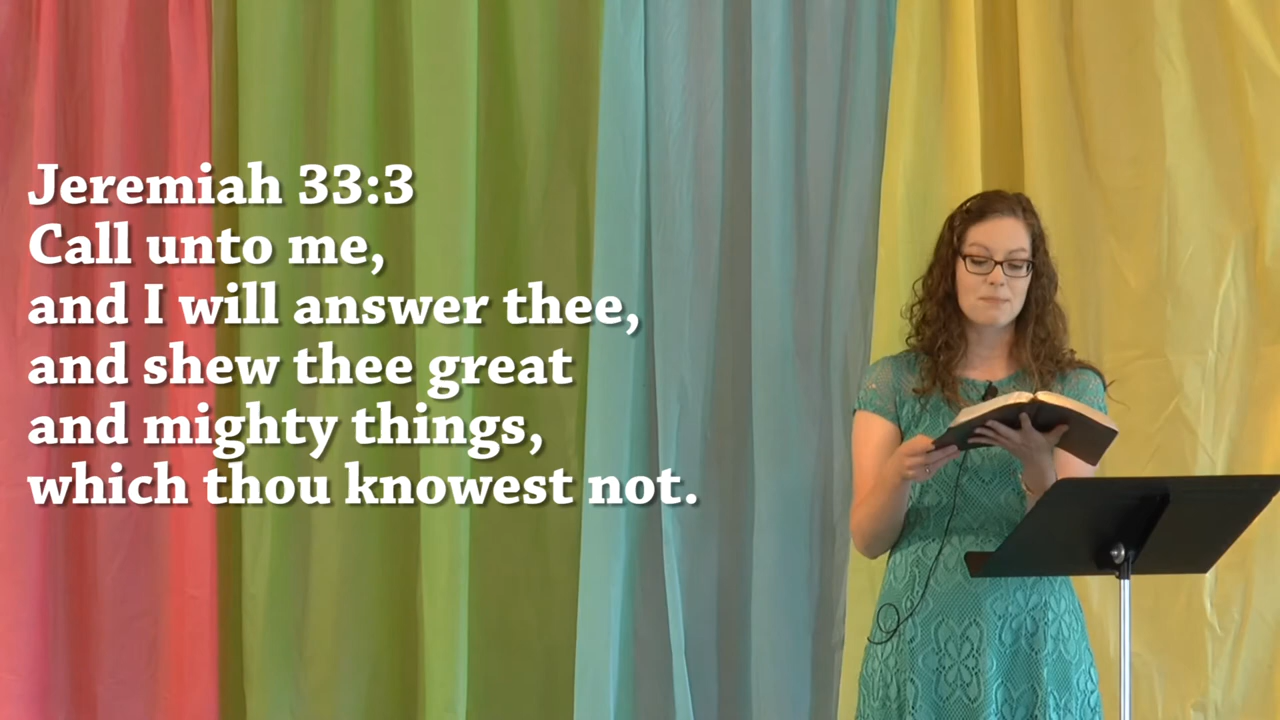 Jeremiah 33:3
Call unto me,
and I will answer thee,
and shew thee great
and mighty things,
which thou knowest not.